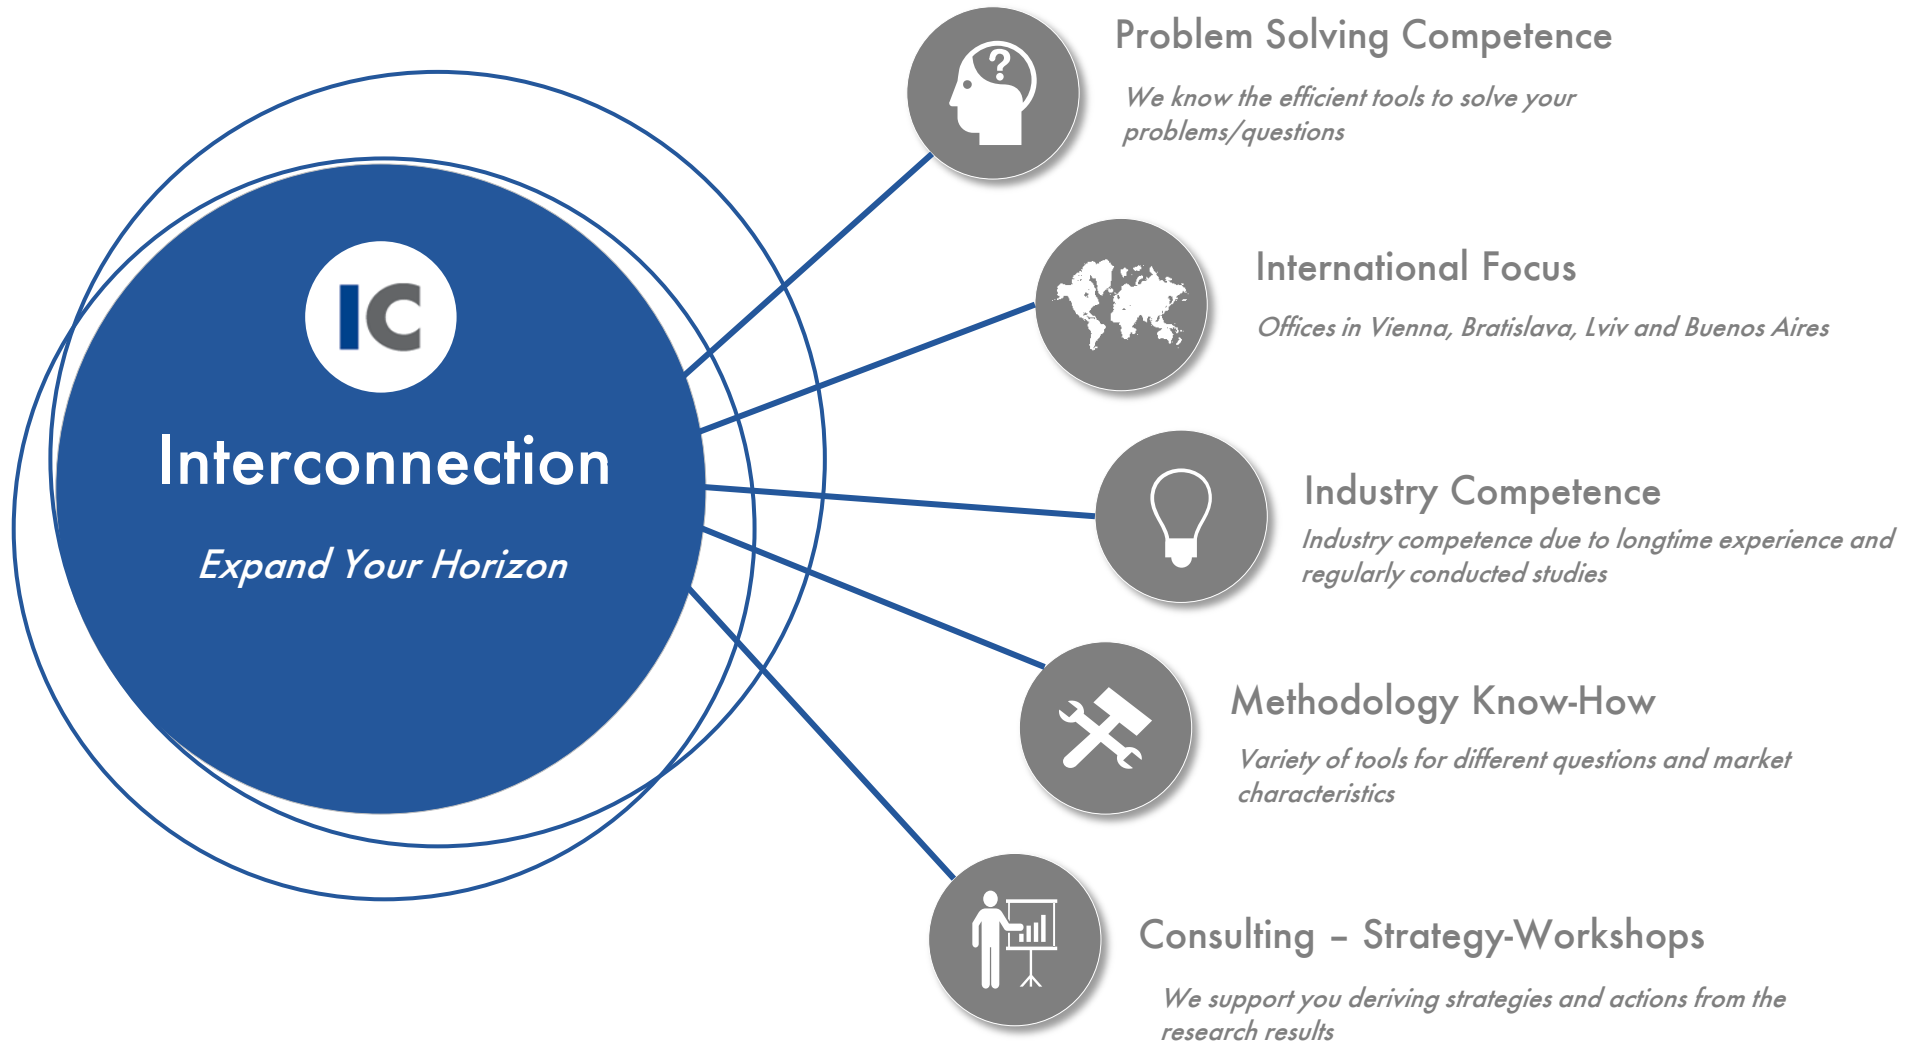 IC
Interconnection
Expand Your Horizon
?
Problem Solving Competence
We know the efficient tools to solve your
problems/questions
International Focus
Offices in Vienna, Bratislava, Lviv and Buenos Aires
Industry Competence
Industry competence due to longtime experience and
regularly conducted studies
Methodology Know-How
Variety of tools for different questions and market
characteristics
Consulting – Strategy-Workshops
We support you deriving strategies and actions from the
research results